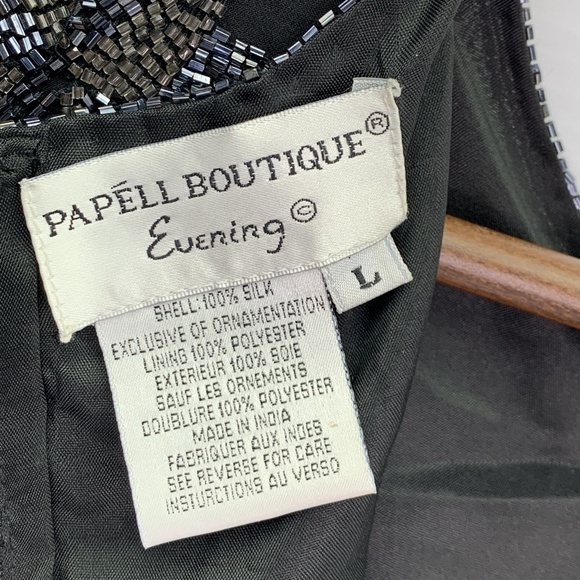 PAPÉLL BOUTIQUE®
Evening©
L
SHELL:100% SILK
EXCLUSIVE OF ORNAMENTATION
LINING 100% POLYESTER
EXTERIEUR 100% SOIE
SAUF LES ORNEMENTS
DOUBLURE 100% POLYESTER
MADE IN INDIA
FABRIQUER AUX INDES
SEE REVERSE FOR CARE
INSTURCTIONS AU VERSO